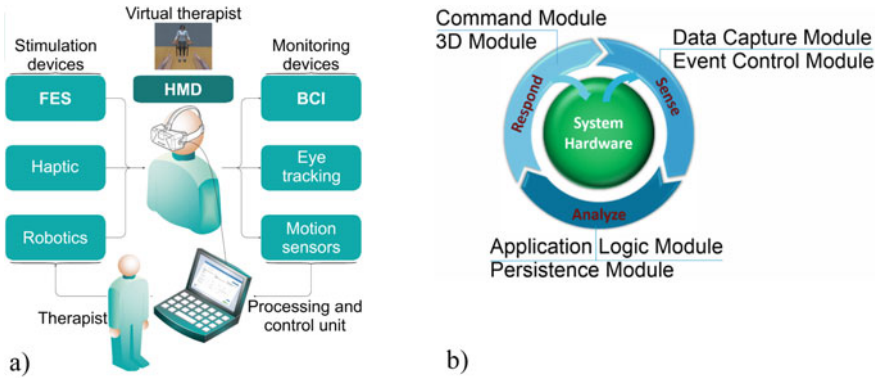 Virtual therapist
Stimulation
devices
Monitoring
devices
FES
HMD
BCI
Haptic
Eye
tracking
Robotics
Motion
sensors
Therapist
Processing and
control unit
a)
Command Module
3D Module
Data Capture Module
Event Control Module
Respond
Sense
System
Hardware
Analyze
Application Logic Module
Persistence Module
b)